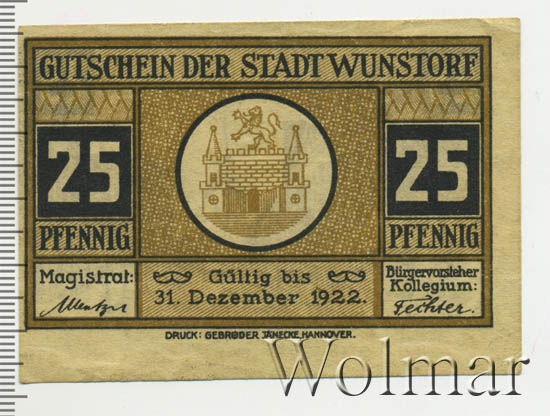 GUTSCHEIN DER STADT WUNSTORF
25 25
PFENNIG PFENNIG
Magistrat:
Gültig bis
31. Dezember 1922.
Bürgervorsteher
Kollegium:
Fechter.
DRUCK: GEBRÜDER JÄNECKE, HANNOVER.
Wolmar